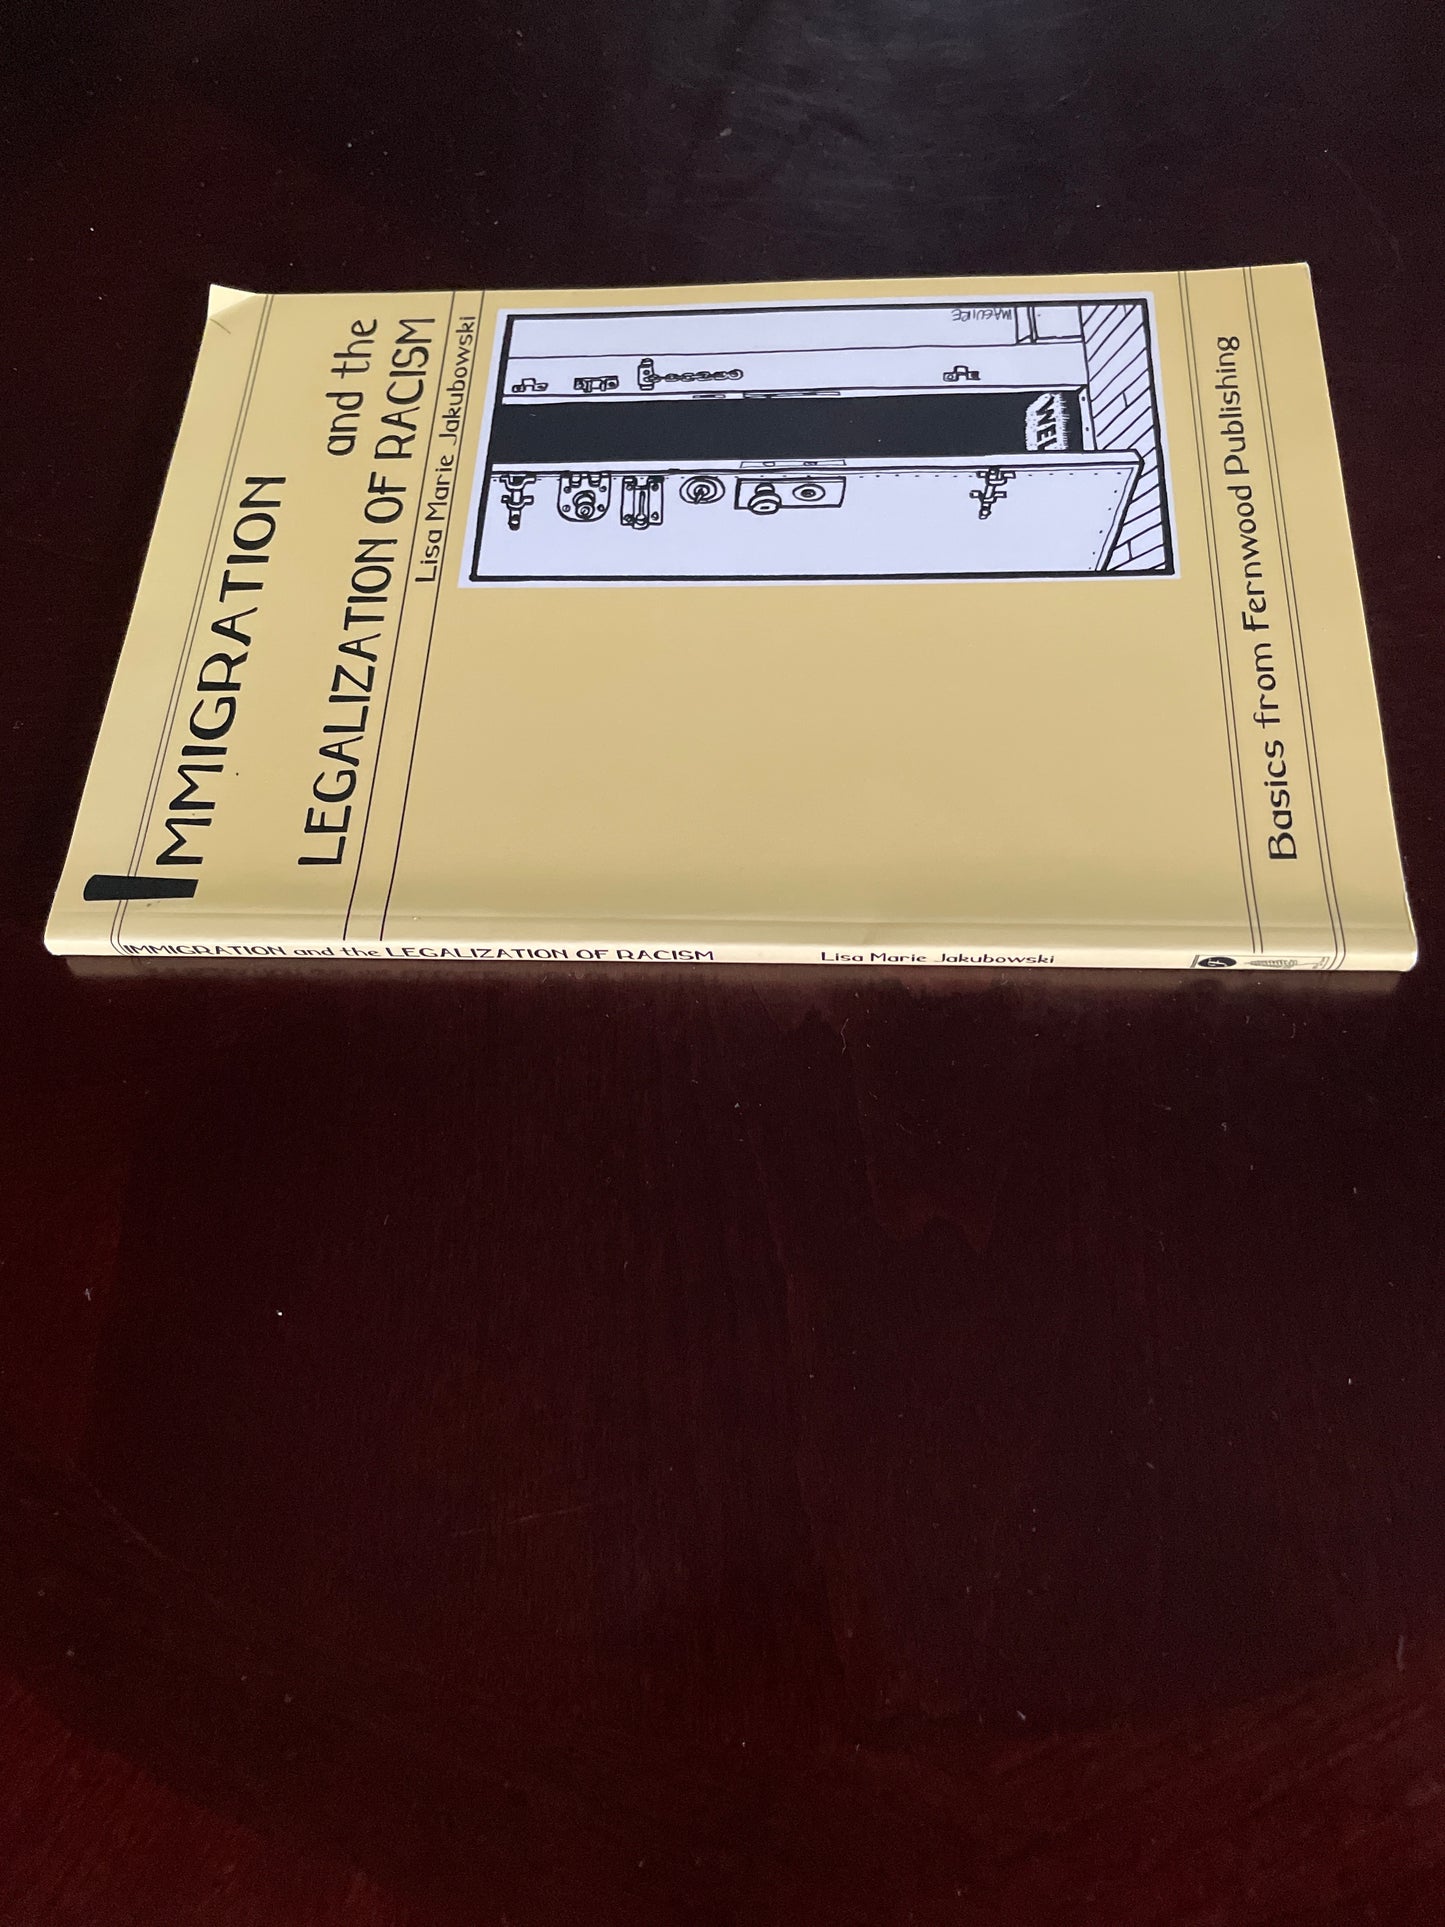 IMMIGRATION
and the
LEGALIZATION OF RACISM
Lisa Marie Jakubowski
MAGUIRE
Basics from Fernwood Publishing
IMMIGRATION and the LEGALIZATION OF RACISM Lisa Marie Jakubowski